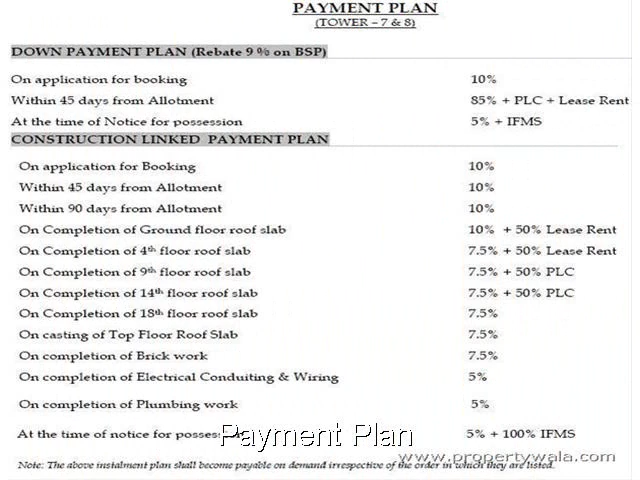 PAYMENT PLAN
(TOWER – 7 & 8)
DOWN PAYMENT PLAN (Rebate 9 % on BSP)
On application for booking 10%
Within 45 days from Allotment 85% + PLC + Lease Rent
At the time of Notice for possession 5% + IFMS
CONSTRUCTION LINKED PAYMENT PLAN
On application for Booking 10%
Within 45 days from Allotment 10%
Within 90 days from Allotment 10%
On Completion of Ground floor roof slab 10% + 50% Lease Rent
On Completion of 4th floor roof slab 7.5% + 50% Lease Rent
On Completion of 9th floor roof slab 7.5% + 50% PLC
On Completion of 14th floor roof slab 7.5% + 50% PLC
On Completion of 18th floor roof slab 7.5%
On casting of Top Floor Roof Slab 7.5%
On completion of Brick work 7.5%
On completion of Electrical Conduiting & Wiring 5%
On completion of Plumbing work 5%
At the time of notice for 5% + 100% IFMS
Payment Plan
www.propertywala.com
Note: The above instalment plan shall become payable on demand irrespective of the order in which they are listed.